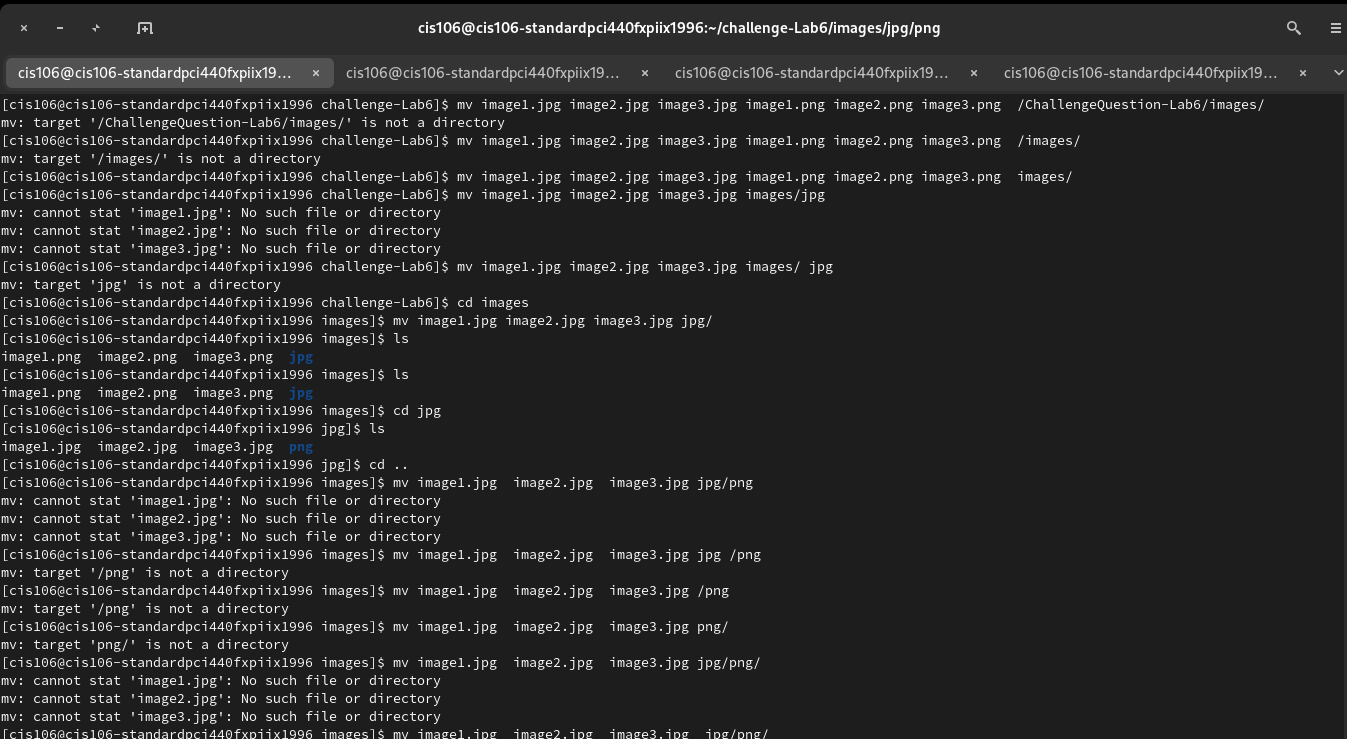 cis106@cis106-standardpci440fxpiix1996:~/challenge-Lab6/images/jpg/png
cis106@cis106-standardpci440fxpiix19... × cis106@cis106-standardpci440fxpiix19... × cis106@cis106-standardpci440fxpiix19... × cis106@cis106-standardpci440fxpiix19... ×
[cis106@cis106-standardpci440fxpiix1996 challenge-Lab6]$ mv image1.jpg image2.jpg image3.jpg image1.png image2.png image3.png  /ChallengeQuestion-Lab6/images/
mv: target '/ChallengeQuestion-Lab6/images/' is not a directory
[cis106@cis106-standardpci440fxpiix1996 challenge-Lab6]$ mv image1.jpg image2.jpg image3.jpg image1.png image2.png image3.png  /images/
mv: target '/images/' is not a directory
[cis106@cis106-standardpci440fxpiix1996 challenge-Lab6]$ mv image1.jpg image2.jpg image3.jpg image1.png image2.png image3.png  images/
[cis106@cis106-standardpci440fxpiix1996 challenge-Lab6]$ mv image1.jpg image2.jpg image3.jpg images/jpg
mv: cannot stat 'image1.jpg': No such file or directory
mv: cannot stat 'image2.jpg': No such file or directory
mv: cannot stat 'image3.jpg': No such file or directory
[cis106@cis106-standardpci440fxpiix1996 challenge-Lab6]$ mv image1.jpg image2.jpg image3.jpg images/ jpg
mv: target 'jpg' is not a directory
[cis106@cis106-standardpci440fxpiix1996 challenge-Lab6]$ cd images
[cis106@cis106-standardpci440fxpiix1996 images]$ mv image1.jpg image2.jpg image3.jpg jpg/
[cis106@cis106-standardpci440fxpiix1996 images]$ ls
image1.png  image2.png  image3.png  jpg
[cis106@cis106-standardpci440fxpiix1996 images]$ ls
image1.png  image2.png  image3.png  jpg
[cis106@cis106-standardpci440fxpiix1996 images]$ cd jpg
[cis106@cis106-standardpci440fxpiix1996 jpg]$ ls
image1.jpg  image2.jpg  image3.jpg  png
[cis106@cis106-standardpci440fxpiix1996 jpg]$ cd ..
[cis106@cis106-standardpci440fxpiix1996 images]$ mv image1.jpg  image2.jpg  image3.jpg jpg/png
mv: cannot stat 'image1.jpg': No such file or directory
mv: cannot stat 'image2.jpg': No such file or directory
mv: cannot stat 'image3.jpg': No such file or directory
[cis106@cis106-standardpci440fxpiix1996 images]$ mv image1.jpg  image2.jpg  image3.jpg jpg /png
mv: target '/png' is not a directory
[cis106@cis106-standardpci440fxpiix1996 images]$ mv image1.jpg  image2.jpg  image3.jpg /png
mv: target '/png' is not a directory
[cis106@cis106-standardpci440fxpiix1996 images]$ mv image1.jpg  image2.jpg  image3.jpg png/
mv: target 'png/' is not a directory
[cis106@cis106-standardpci440fxpiix1996 images]$ mv image1.jpg  image2.jpg  image3.jpg jpg/png/
mv: cannot stat 'image1.jpg': No such file or directory
mv: cannot stat 'image2.jpg': No such file or directory
mv: cannot stat 'image3.jpg': No such file or directory
[cis106@cis106-standardpci440fxpiix1996 images]$ mv image1.jpg  image2.jpg  image3.jpg  jpg/png/